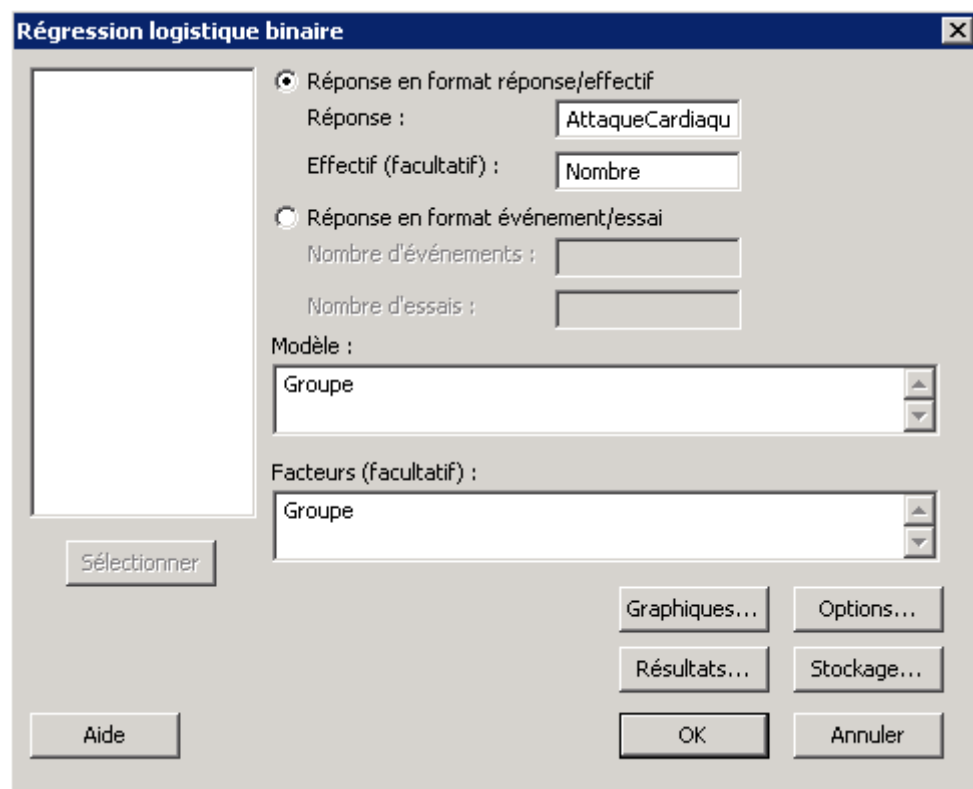 Régression logistique binaire
Réponse en format réponse/effectif
Réponse :
AttaqueCardiaqu
Effectif (facultatif) :
Nombre
Réponse en format événement/essai
Nombre d'événements :
Nombre d'essais :
Modèle :
Groupe
Facteurs (facultatif) :
Groupe
Sélectionner
Graphiques...
Options...
Résultats...
Stockage...
Aide
OK
Annuler